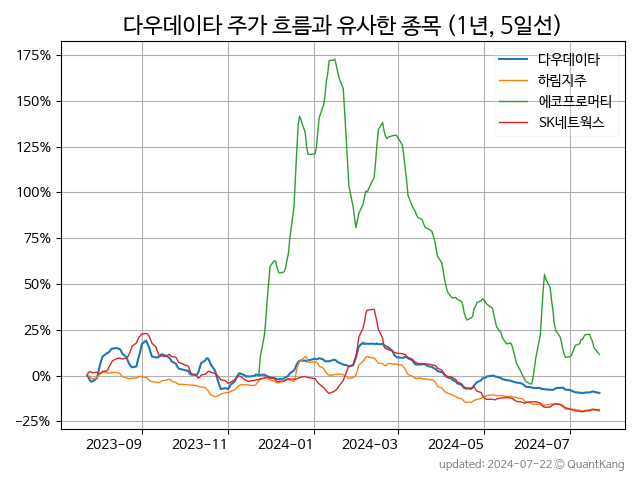 다우데이타 주가 흐름과 유사한 종목 (1년, 5일선)
다우데이타
하림지주
에코프로머티
SK네트웍스
175%
150%
125%
100%
75%
50%
25%
0%
−25%
2023-09 2023-11 2024-01 2024-03 2024-05 2024-07
updated: 2024-07-22 © QuantKang